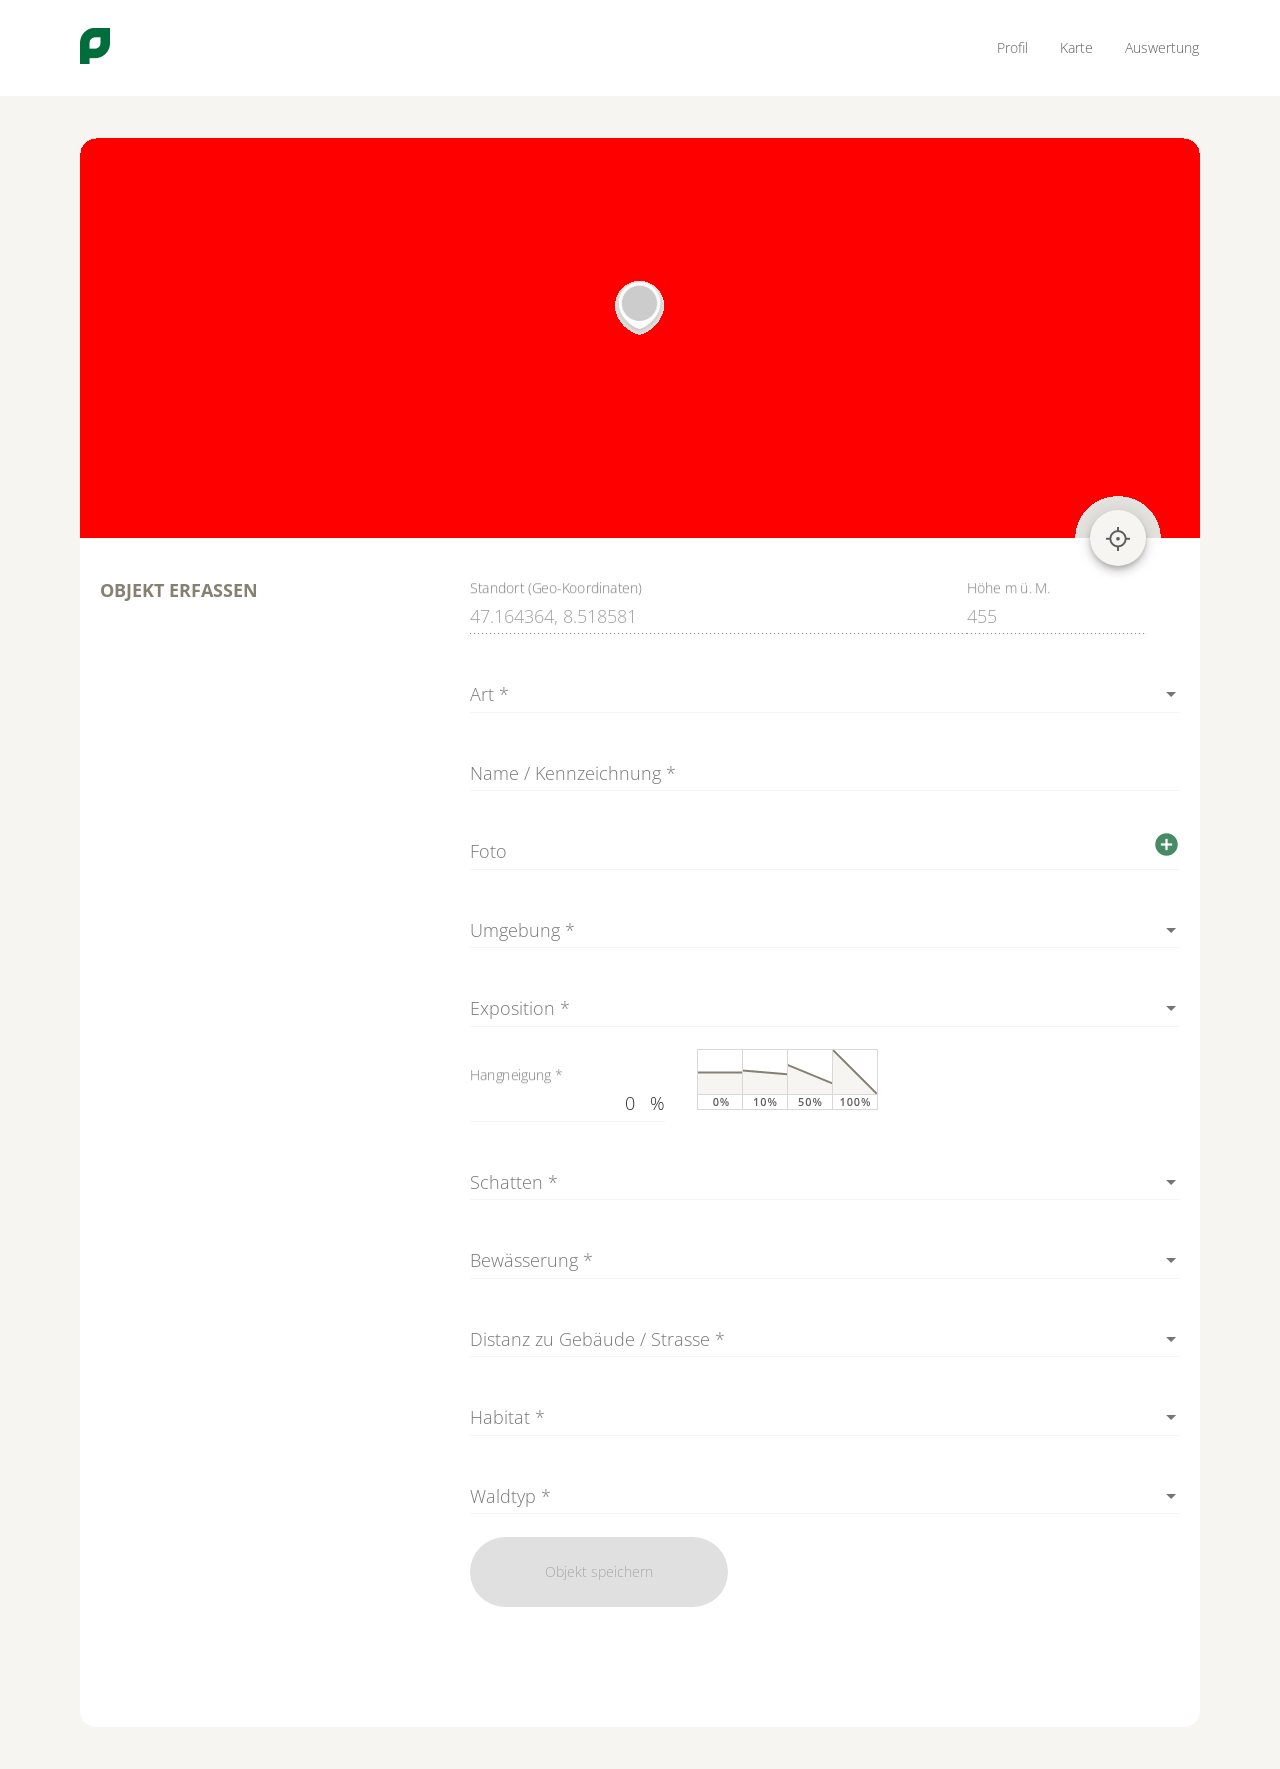 Profil Karte Auswertung
OBJEKT ERFASSEN
Standort (Geo-Koordinaten) Höhe m ü. M.
47.164364, 8.518581 455
Art *
Name / Kennzeichnung *
Foto
Umgebung *
Exposition *
Hangneigung *
0 % 0% 10% 50% 100%
Schatten *
Bewässerung *
Distanz zu Gebäude / Strasse *
Habitat *
Waldtyp *
Objekt speichern